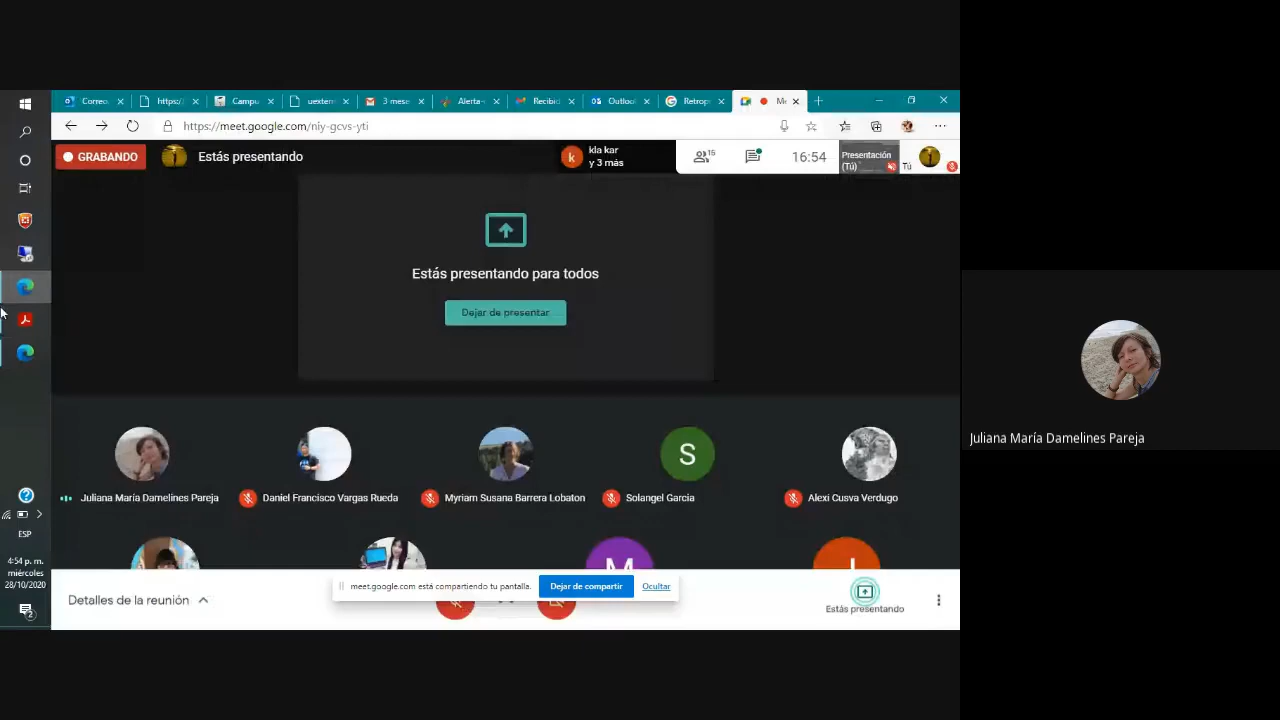 Correo
https:/
Campu
uextern
3 mese
Alerta-
Recibid
Outloo
Retrop
Me
https://meet.google.com/niy-gcvs-yti
GRABANDO
Estás presentando
k
kla kar
y 3 más
15
16:54
Presentación
(Tú)
Tú
Estás presentando para todos
Dejar de presentar
S
Juliana María Damelines Pareja
Daniel Francisco Vargas Rueda
Myriam Susana Barrera Lobaton
Solangel Garcia
Alexi Cusva Verdugo
Juliana María Damelines Pareja
ESP
4:54 p. m.
miércoles
28/10/2020
2
M
meet.google.com está compartiendo tu pantalla.
Dejar de compartir
Ocultar
Detalles de la reunión
Estás presentando